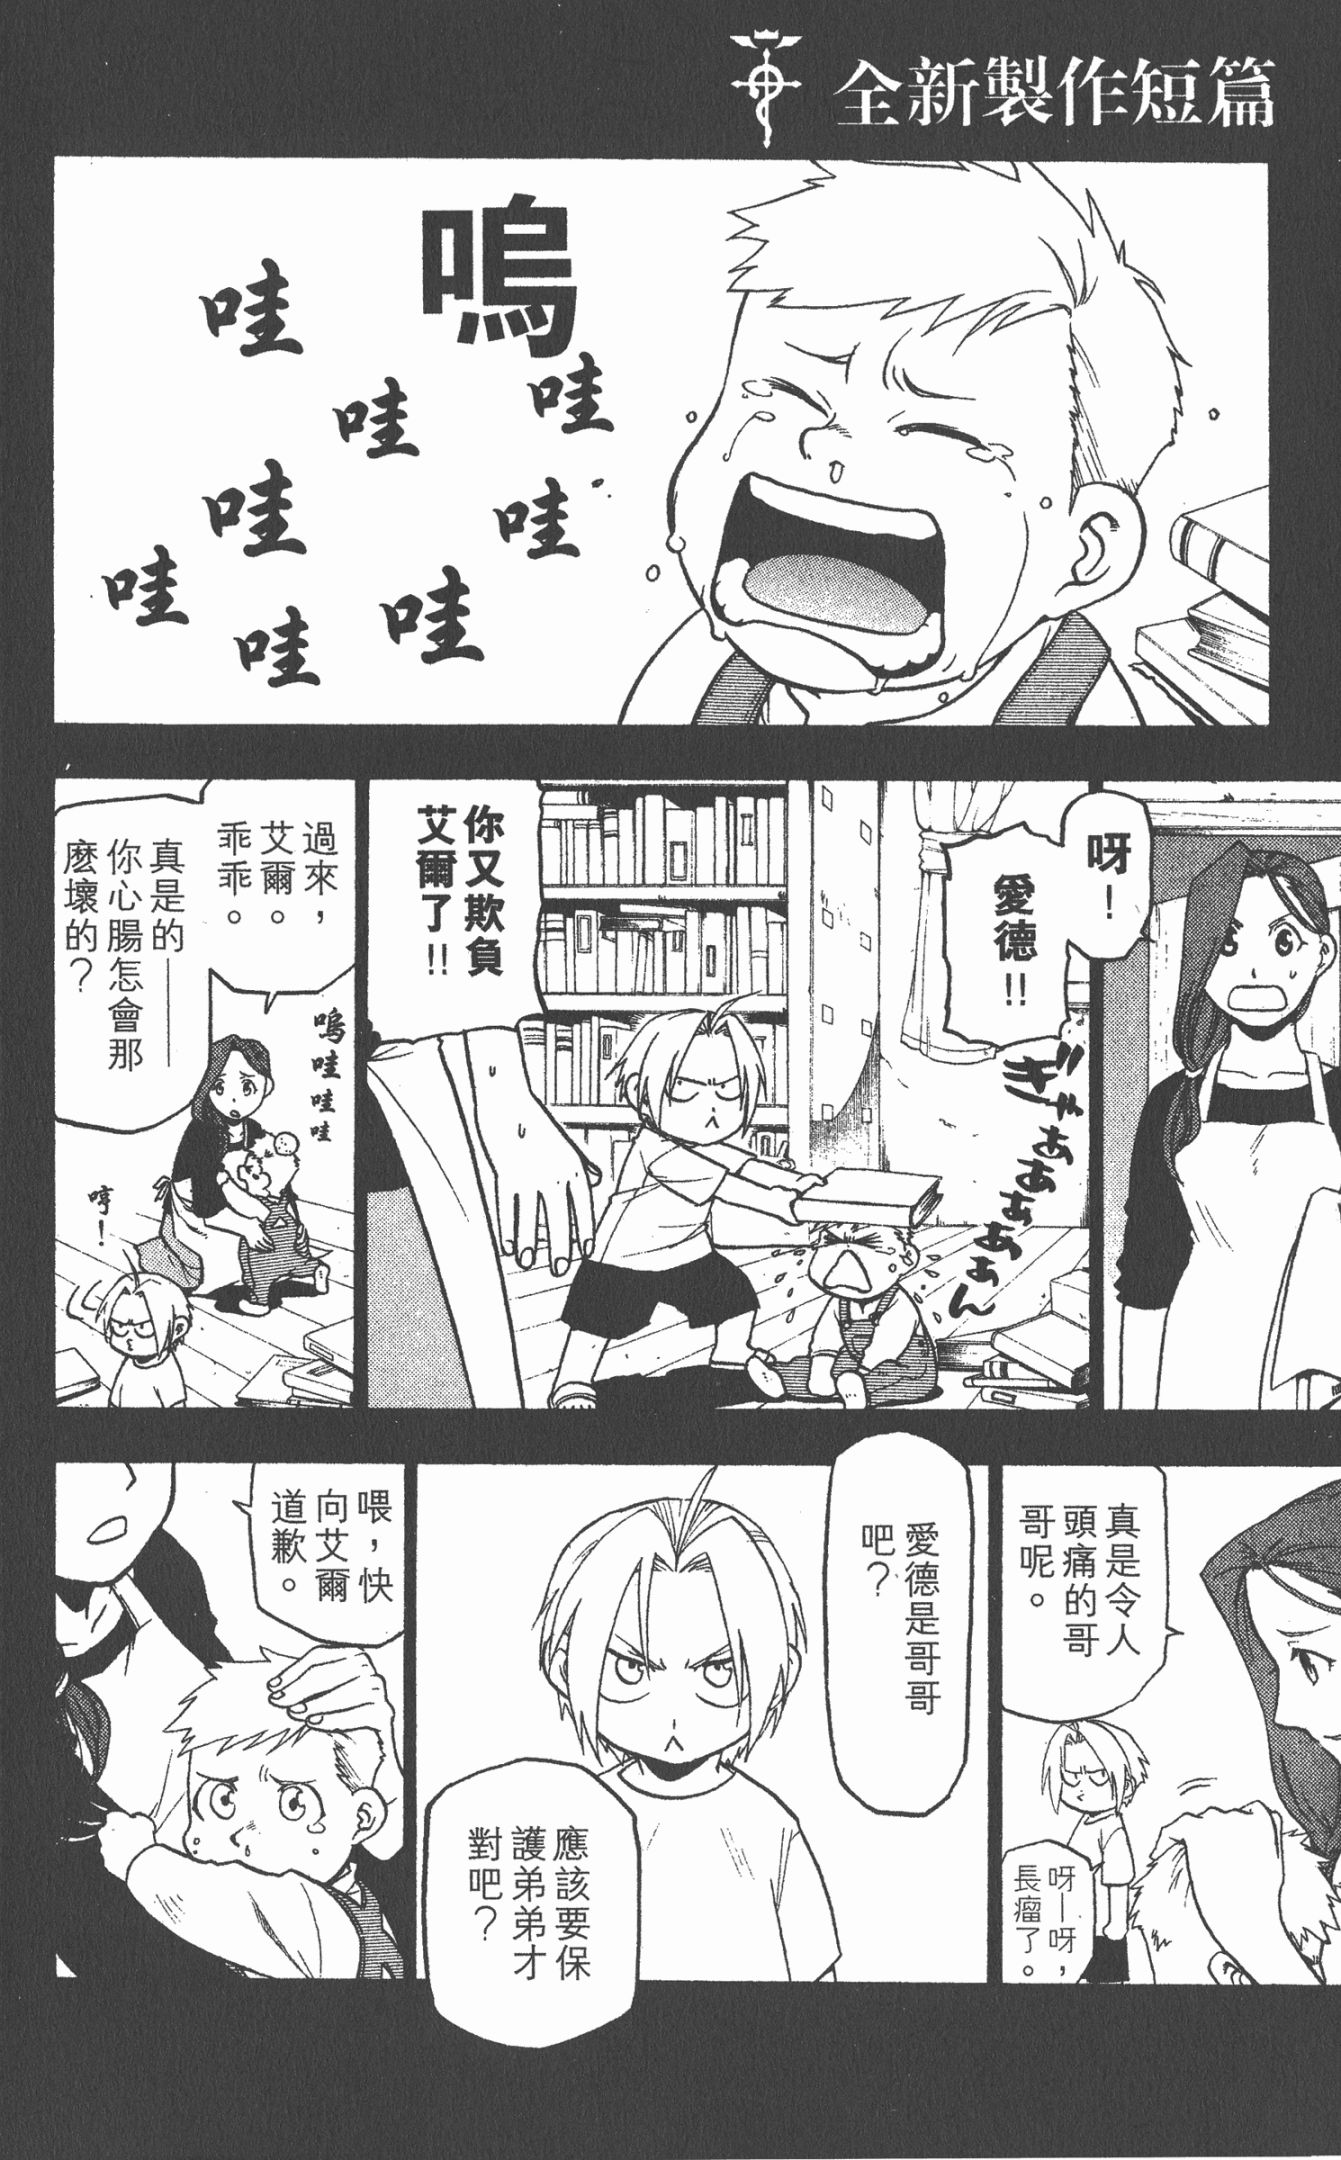 全新製作短篇
嗚
哇
哇
哇
哇
哇
哇
哇
哇
呀！
愛德!!
你又欺負
艾爾了!!
ぎゃあああああん
過來，
艾爾。
乖乖。
真是的——
你心腸怎會那
麼壞的？
嗚哇哇哇
哼！
真是令人
頭痛的哥
哥呢。
呀—呀，
長瘤了。
愛德是哥哥
吧？
應該要保
護弟弟才
對吧？
喂，快
向艾爾
道歉。